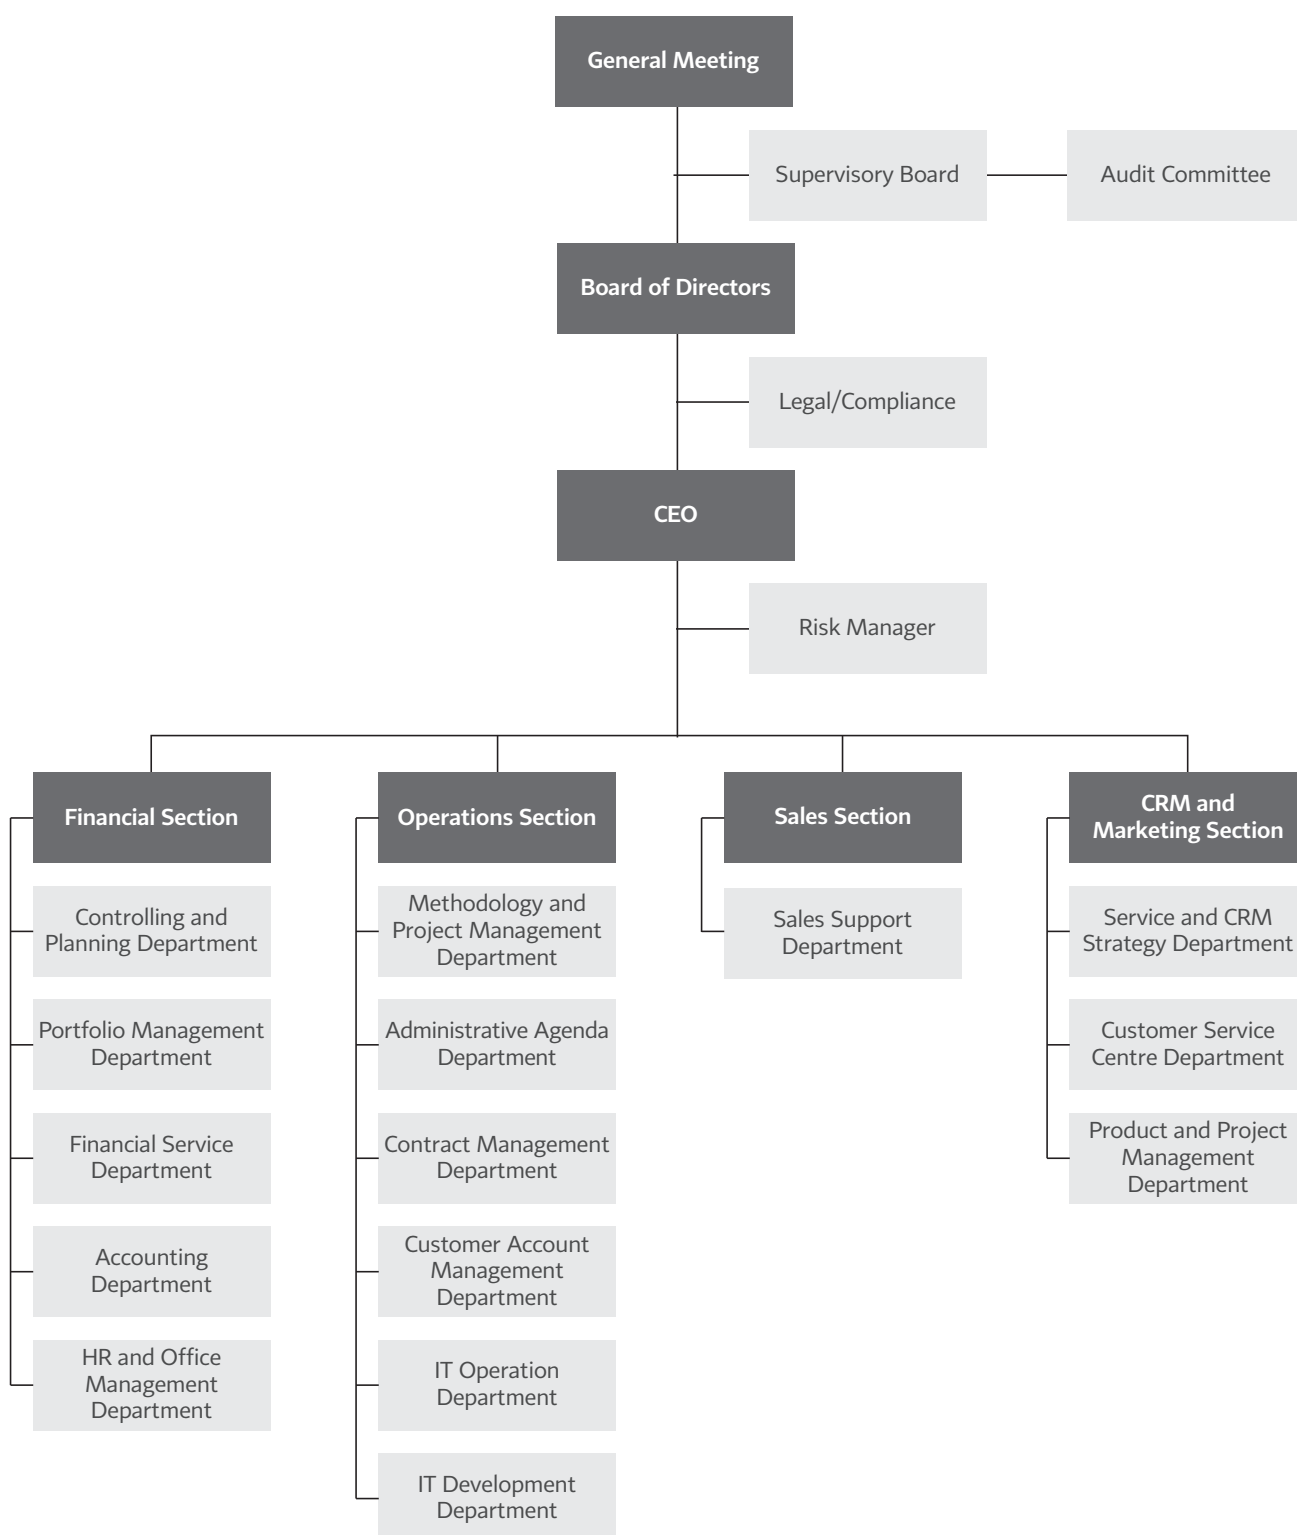 General Meeting
Supervisory Board
Audit Committee
Board of Directors
Legal/Compliance
CEO
Risk Manager
Financial Section
Controlling and
Planning Department
Portfolio Management
Department
Financial Service
Department
Accounting
Department
HR and Office
Management
Department
Operations Section
Methodology and
Project Management
Department
Administrative Agenda
Department
Contract Management
Department
Customer Account
Management
Department
IT Operation
Department
IT Development
Department
Sales Section
Sales Support
Department
CRM and
Marketing Section
Service and CRM
Strategy Department
Customer Service
Centre Department
Product and Project
Management
Department